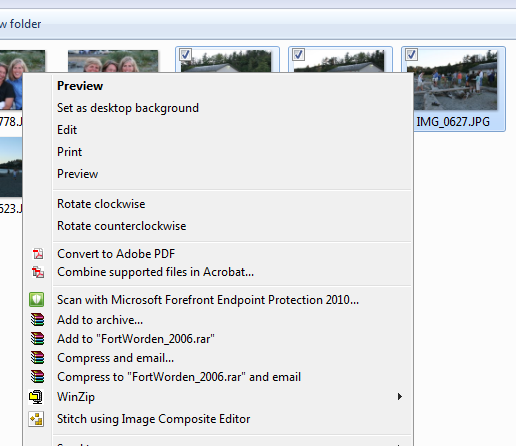 w folder
778.J
IMG_0627.JPG
523.J
Preview
Set as desktop background
Edit
Print
Preview
Rotate clockwise
Rotate counterclockwise
Convert to Adobe PDF
Combine supported files in Acrobat...
Scan with Microsoft Forefront Endpoint Protection 2010...
Add to archive...
Add to "FortWorden_2006.rar"
Compress and email...
Compress to "FortWorden_2006.rar" and email
WinZip
Stitch using Image Composite Editor